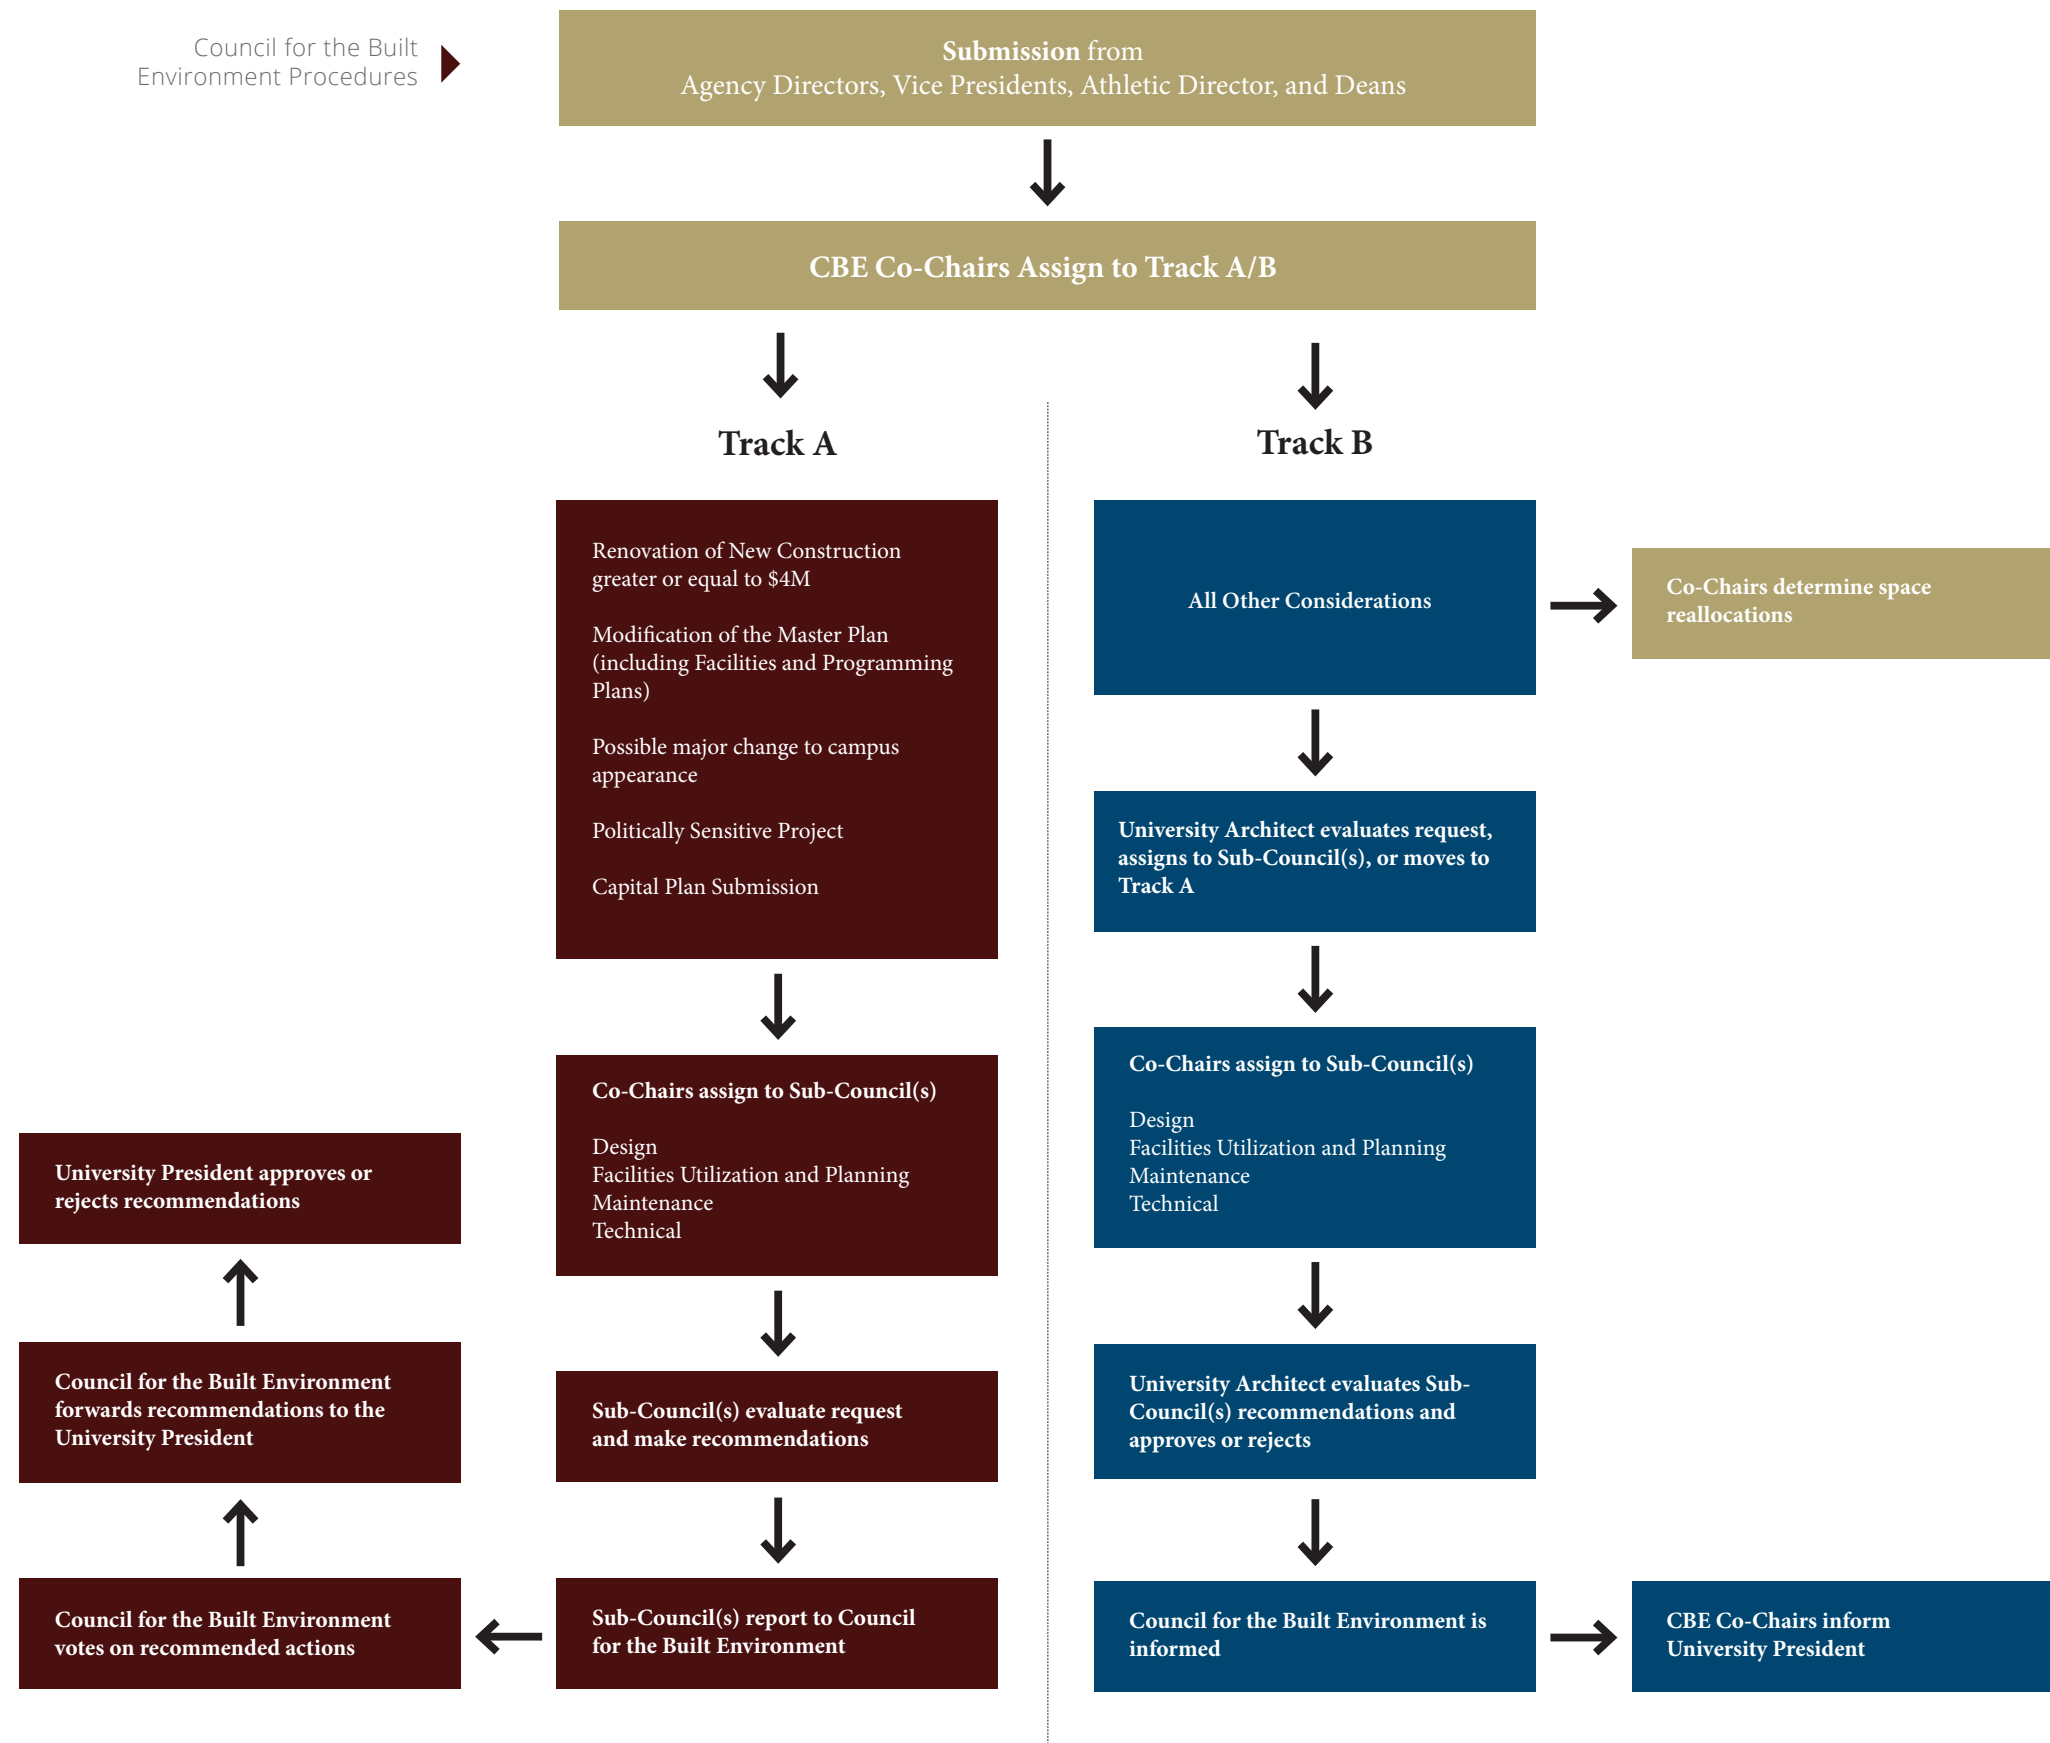 Council for the Built
Environment Procedures
Submission from
Agency Directors, Vice Presidents, Athletic Director, and Deans
CBE Co-Chairs Assign to Track A/B
Track A
Renovation of New Construction
greater or equal to $4M
Modification of the Master Plan
(including Facilities and Programming
Plans)
Possible major change to campus
appearance
Politically Sensitive Project
Capital Plan Submission
Co-Chairs assign to Sub-Council(s)
Design
Facilities Utilization and Planning
Maintenance
Technical
Sub-Council(s) evaluate request
and make recommendations
Sub-Council(s) report to Council
for the Built Environment
Council for the Built Environment
votes on recommended actions
Council for the Built Environment
forwards recommendations to the
University President
University President approves or
rejects recommendations
Track B
All Other Considerations
Co-Chairs determine space
reallocations
University Architect evaluates request,
assigns to Sub-Council(s), or moves to
Track A
Co-Chairs assign to Sub-Council(s)
Design
Facilities Utilization and Planning
Maintenance
Technical
University Architect evaluates Sub-
Council(s) recommendations and
approves or rejects
Council for the Built Environment is
informed
CBE Co-Chairs inform
University President